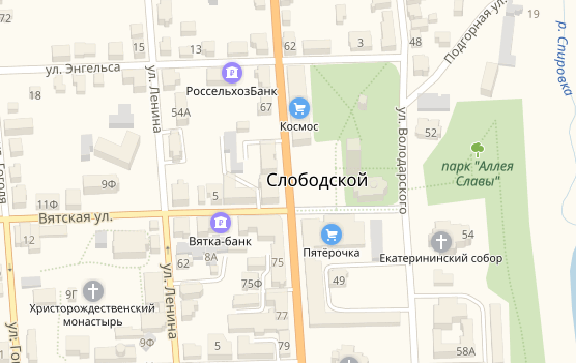 19
15
62
3
48
Подгорная ул.
р. Спировка
13
ул. Энгельса
РоссельхозБанк
18
ул. Ленина
54А
67
Космос
ул. Володарского
52
парк "Аллея
Славы"
Слободской
9Ф
5
11Ф
Вятская ул.
12
Вятка-банк
8А
62
75
Пятёрочка
54
Екатерининский собор
9Г
Христорождественский
монастырь
75Ф
49
ул. Ленина
77
5
79
58А